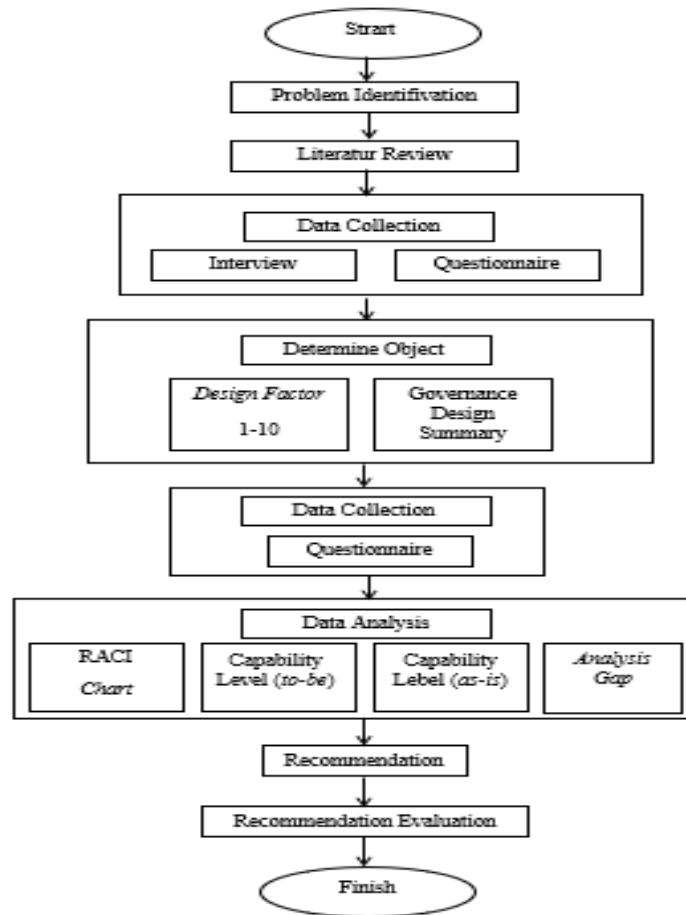 Strart
Problem Identifivation
Literatur Review
Data Collection
Interview
Questionnaire
Determine Object
Design Factor
1-10
Governance
Design
Summary
Data Collection
Questionnaire
Data Analysis
RACI
Chart
Capability
Level (to-be)
Capability
Lebel (as-is)
Analysis
Gap
Recommendation
Recommendation Evaluation
Finish